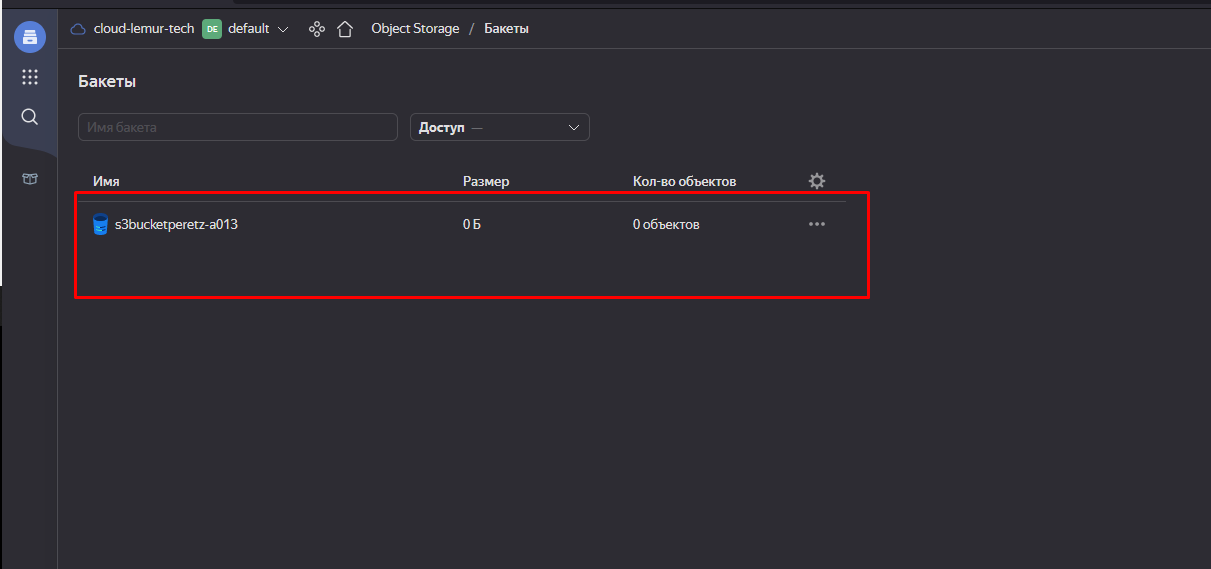 cloud-lemur-tech DE default Object Storage / Бакеты
Бакеты
Имя бакета Доступ —
Имя Размер Кол-во объектов
s3bucketperetz-a013 0 Б 0 объектов